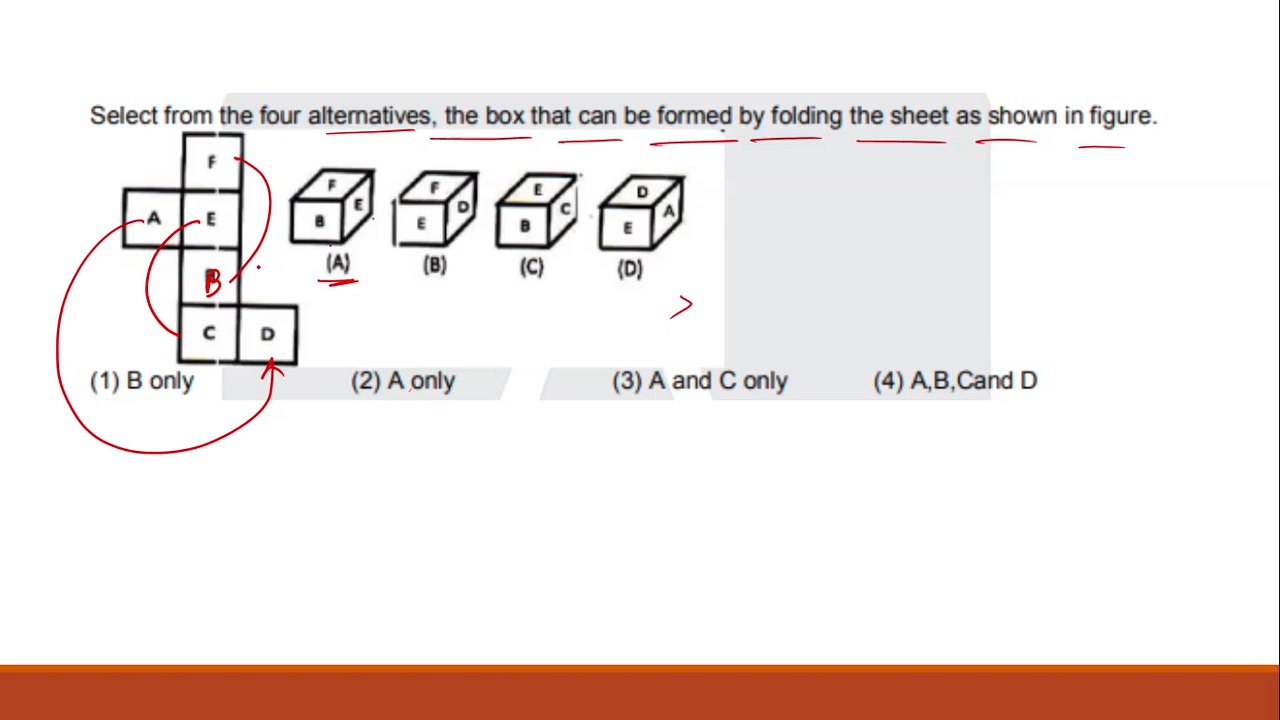 Select from the four alternatives, the box that can be formed by folding the sheet as shown in figure.
F
A E
B
C D
F
B E
F
E D
E
B C
D
E A
(A) (B) (C) (D)
(1) B only (2) A only (3) A and C only (4) A,B,Cand D